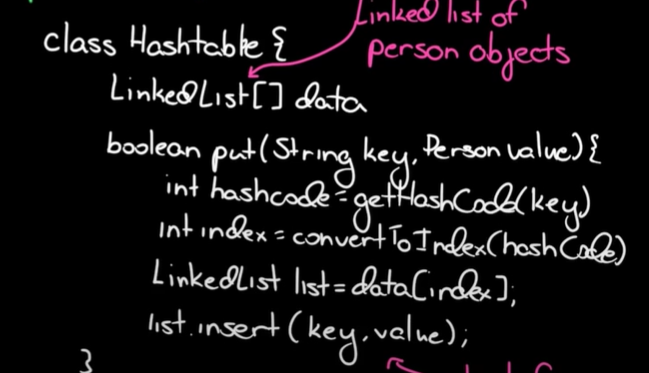 Linked list of
person objects
class Hashtable {
LinkedList[] data
boolean put(String key, Person value) {
int hashcode = getHashCode(key)
int index = convertToIndex(hashCode)
LinkedList list = data[index];
list.insert(key, value);
}